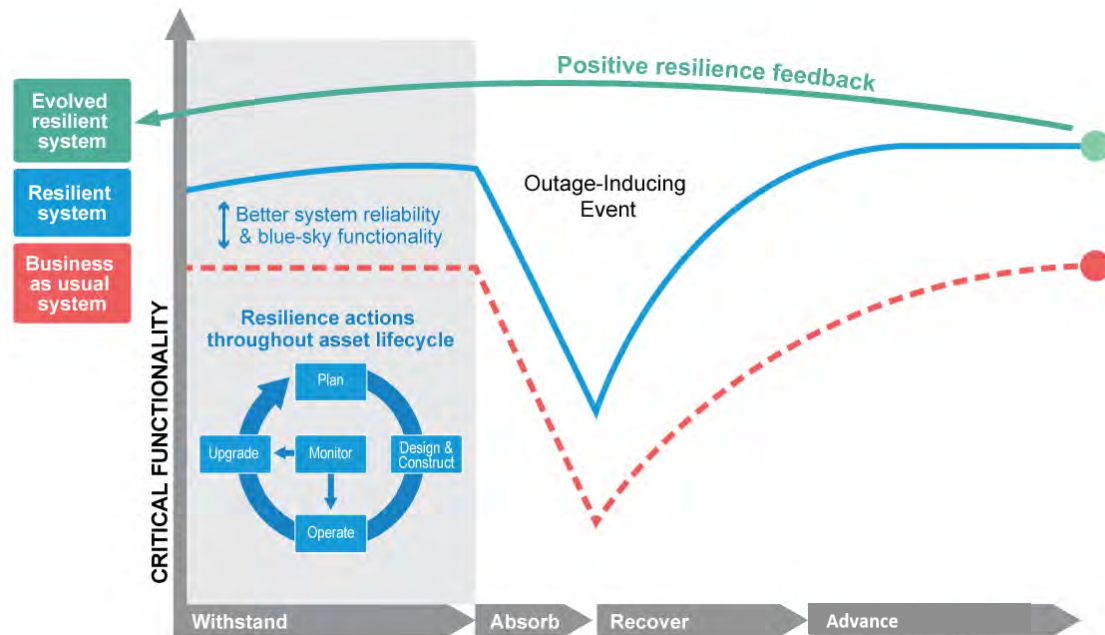 Positive resilience feedback
Evolved
resilient
system
Resilient
system
Business
as usual
system
Outage-Inducing
Event
Better system reliability
& blue-sky functionality
Resilience actions
throughout asset lifecycle
Plan
Upgrade
Monitor
Design &
Construct
Operate
CRITICAL FUNCTIONALITY
Withstand
Absorb
Recover
Advance